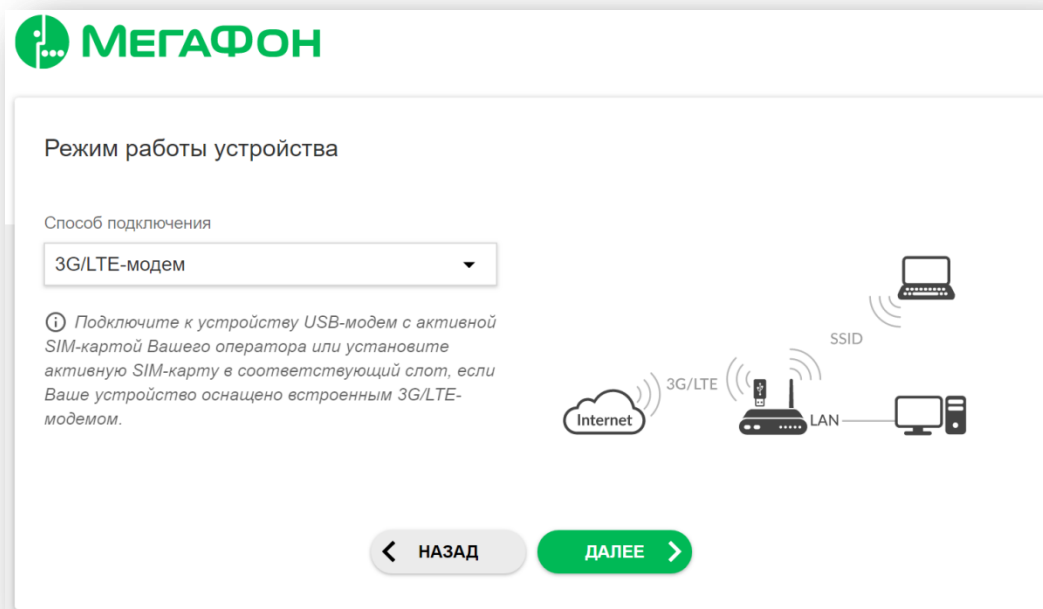 МЕГАФОН
Режим работы устройства
Способ подключения
3G/LTE-модем
Подключите к устройству USB-модем с активной
SIM-картой Вашего оператора или установите
активную SIM-карту в соответствующий слот, если
Ваше устройство оснащено встроенным 3G/LTE-
модемом.
SSID
3G/LTE
Internet
LAN
НАЗАД
ДАЛЕЕ